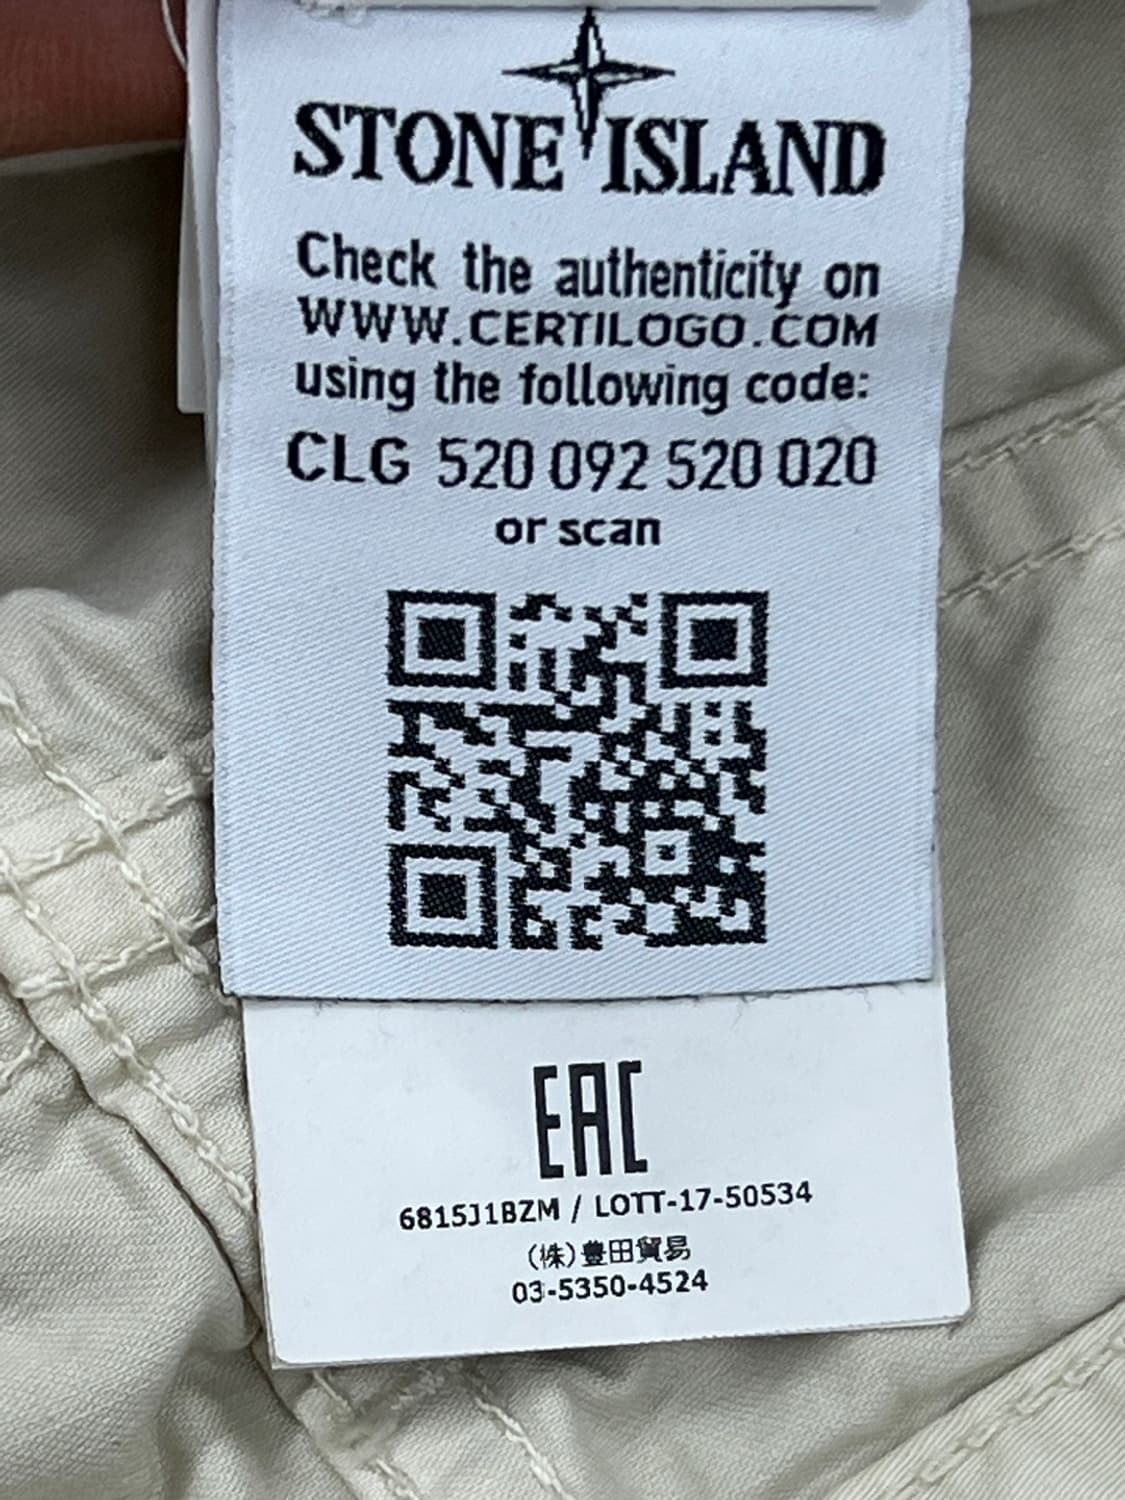 STONE ISLAND
Check the authenticity on
WWW.CERTILOGO.COM
using the following code:
CLG 520 092 520 020
or scan
EAC
6815J1BZM / LOTT-17-50534
(株)豊田貿易
03-5350-4524